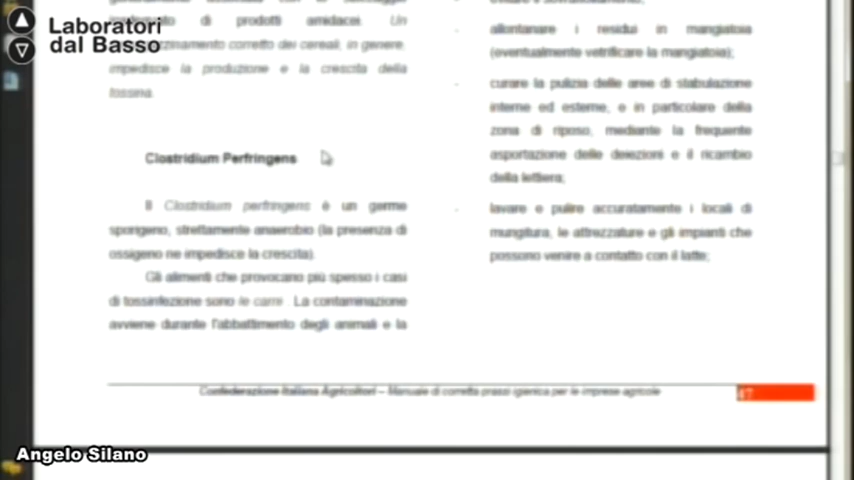 Laboratori
dal Basso
di prodotti amidacei. Un
corretto dei cereali, in genere,
impedisce la produzione e la crescita della
tossina.
Clostridium Perfringens
Il Clostridium perfringens è un germe
sporigeno, strettamente anaerobio (la presenza di
ossigeno ne impedisce la crescita).
Gli alimenti che provocano più spesso i casi
di tossinfezione sono le carni. La contaminazione
avviene durante l'abbattimento degli animali e la
- allontanare i residui in mangiatoia
(eventualmente vetrificare la mangiatoia);
- curare la pulizia delle aree di stabulazione
interne ed esterne, e in particolare della
zona di riposo, mediante la frequente
asportazione delle deiezioni e il ricambio
della lettiera;
- lavare e pulire accuratamente i locali di
mungitura, le attrezzature e gli impianti che
possono venire a contatto con il latte;
Confederazione Italiana Agricoltori – Manuale di corretta prassi igienica per le imprese agricole
47
Angelo Silano